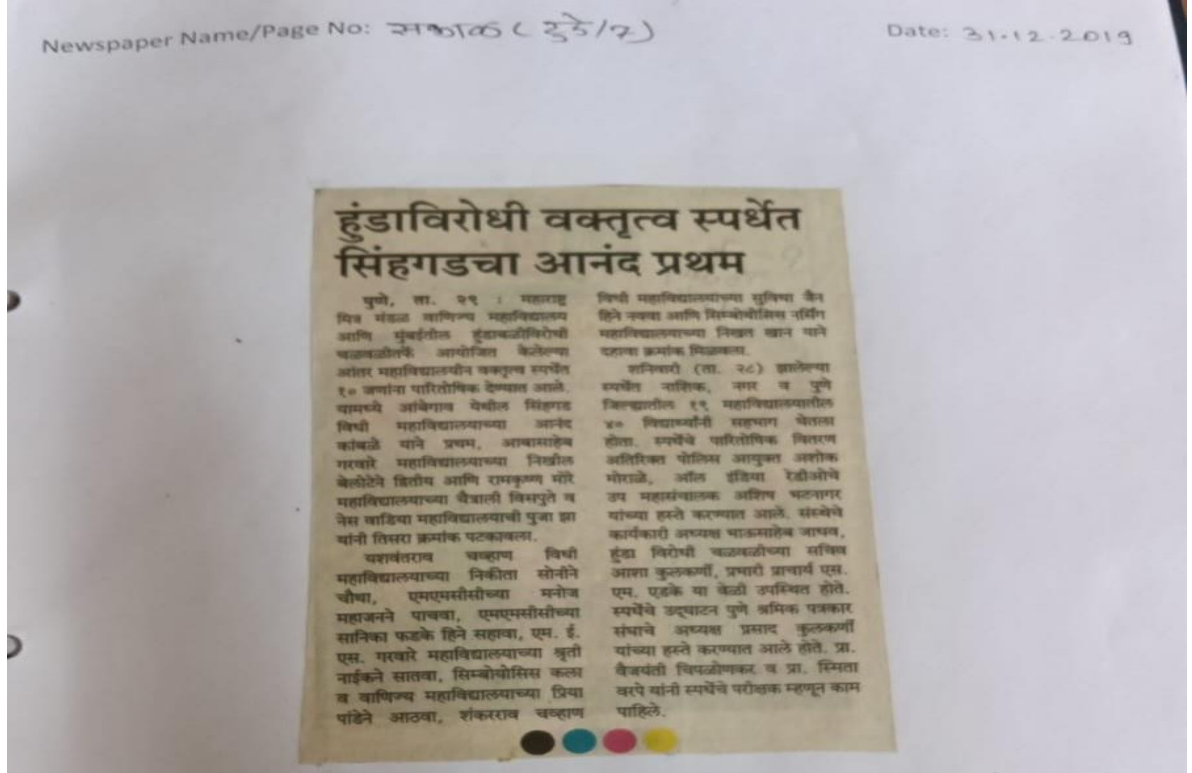 Newspaper Name/Page No: सकाळ (टुडे/२)
Date: 31.12.2019
हुंडाविरोधी वक्तृत्व स्पर्धेत
सिंहगडचा आनंद प्रथम
पुणे, ता. २९ : महाराष्ट्र
मित्र मंडळ वाणिज्य महाविद्यालय
आणि मुंबईतील हुंडाबळीविरोधी
चळवळीतर्फे आयोजित केलेल्या
आंतर महाविद्यालयीन वक्तृत्व स्पर्धेत
१० जणांना पारितोषिक देण्यात आले.
यामध्ये आंबेगाव येथील सिंहगड
विधी महाविद्यालयाच्या आनंद
कांबळे याने प्रथम, आबासाहेब
गरवारे महाविद्यालयाच्या निखील
बेलोटेने द्वितीय आणि रामकृष्ण मोरे
महाविद्यालयाच्या चैत्राली विसपुते व
नेस वाडिया महाविद्यालयाची पुजा झा
यांनी तिसरा क्रमांक पटकावला.
यशवंतराव चव्हाण विधी
महाविद्यालयाच्या निकीता सोनीने
चौथा, एमएमसीसीच्या मनोज
महाजनने पाचवा, एमएमसीसीच्या
सानिका फडके हिने सहावा, एम. ई.
एस. गरवारे महाविद्यालयाच्या श्रुती
नाईकने सातवा, सिम्बोयोसिस कला
व वाणिज्य महाविद्यालयाच्या प्रिया
पांडेने आठवा, शंकरराव चव्हाण
विधी महाविद्यालयाच्या सुविधा जैन
हिने नववा आणि सिम्बोयोसिस नर्सिंग
महाविद्यालयाच्या निखत खान याने
दहावा क्रमांक मिळवला.
शनिवारी (ता. २८) झालेल्या
स्पर्धेत नाशिक, नगर व पुणे
जिल्ह्यातील १९ महाविद्यालयातील
४० विद्यार्थ्यांनी सहभाग घेतला
होता. स्पर्धेचे पारितोषिक वितरण
अतिरिक्त पोलिस आयुक्त अशोक
मोराळे, ऑल इंडिया रेडीओचे
उप महासंचालक अशिष भटनागर
यांच्या हस्ते करण्यात आले. संस्थेचे
कार्यकारी अध्यक्ष भाऊसाहेब जाधव,
हुंडा विरोधी चळवळीच्या सचिव
आशा कुलकर्णी, प्रभारी प्राचार्य एस.
एम. एडके या वेळी उपस्थित होते.
स्पर्धेचे उद्‌घाटन पुणे श्रमिक पत्रकार
संघाचे अध्यक्ष प्रसाद कुलकर्णी
यांच्या हस्ते करण्यात आले होते. प्रा.
वैजयंती चिपळोणकर व प्रा. स्मिता
वरपे यांनी स्पर्धेचे परीक्षक म्हणून काम
पाहिले.